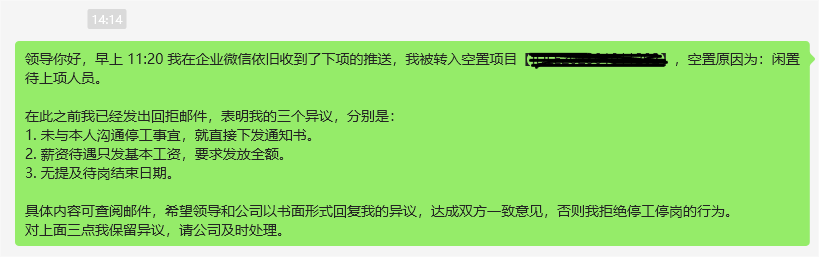 14:14
领导你好，早上 11:20 我在企业微信依旧收到了下项的推送，我被转入空置项目【】，空置原因为：闲置
待上项人员。
在此之前我已经发出回拒邮件，表明我的三个异议，分别是：
1. 未与本人沟通停工事宜，就直接下发通知书。
2. 薪资待遇只发基本工资，要求发放全额。
3. 无提及待岗结束日期。
具体内容可查阅邮件，希望领导和公司以书面形式回复我的异议，达成双方一致意见，否则我拒绝停工停岗的行为。
对上面三点我保留异议，请公司及时处理。